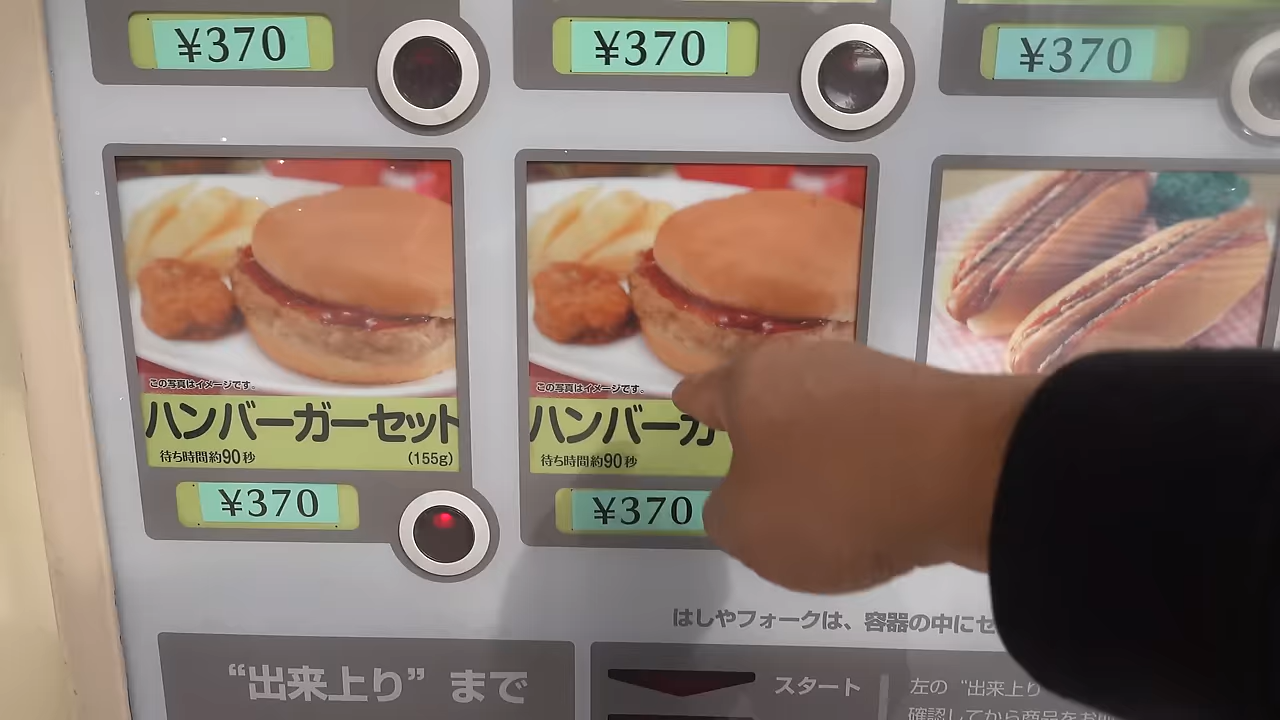 ¥370
¥370
¥370
この写真はイメージです。
ハンバーガーセット
待ち時間約90秒
(155g)
¥370
この写真はイメージです。
ハンバーガ
待ち時間約90秒
¥370
はしやフォークは、容器の中にセ
“出来上り”まで
スタート
左の“出来上り
確認してから商品をお